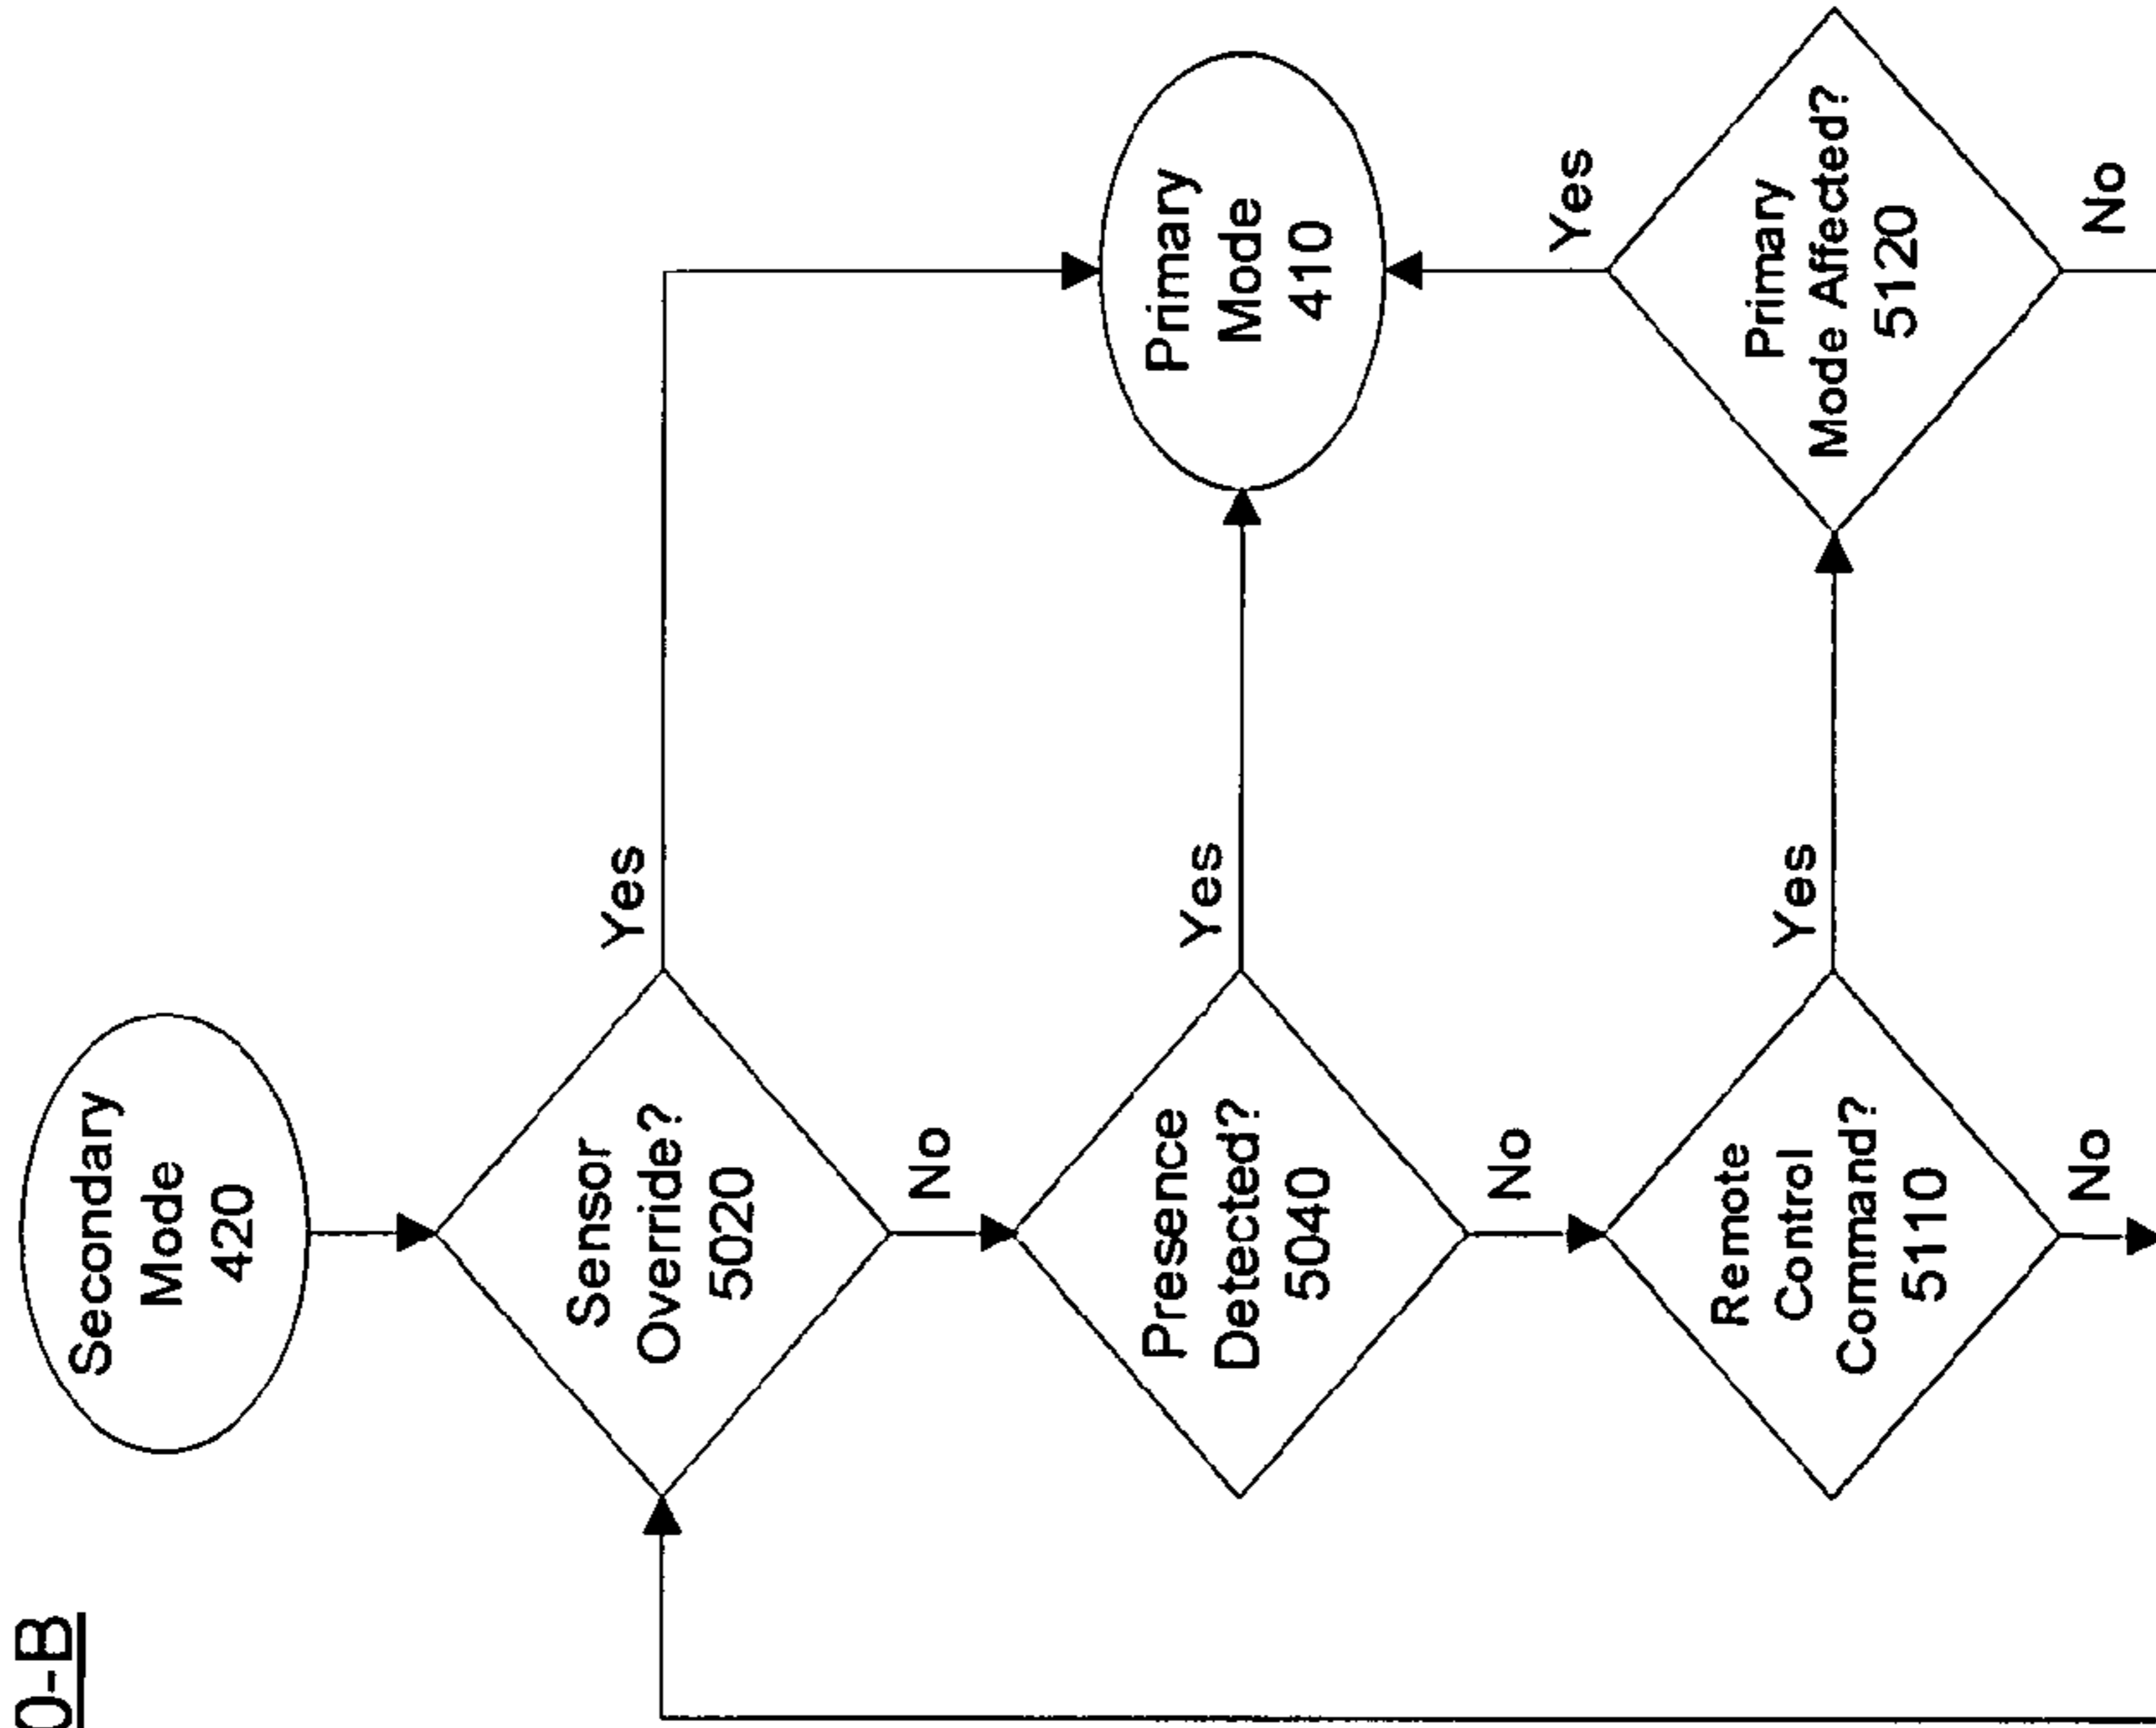 0-B
Secondary
Mode
420
Sensor
Override?
5020
Yes
No
Presence
Detected?
5040
Yes
No
Primary
Mode
410
Remote
Control
Command?
5110
Yes
No
Primary
Mode Affected?
5120
Yes
No